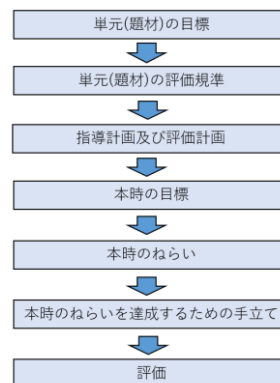 単元(題材)の目標
単元(題材)の評価規準
指導計画及び評価計画
本時の目標
本時のねらい
本時のねらいを達成するための手立て
評価